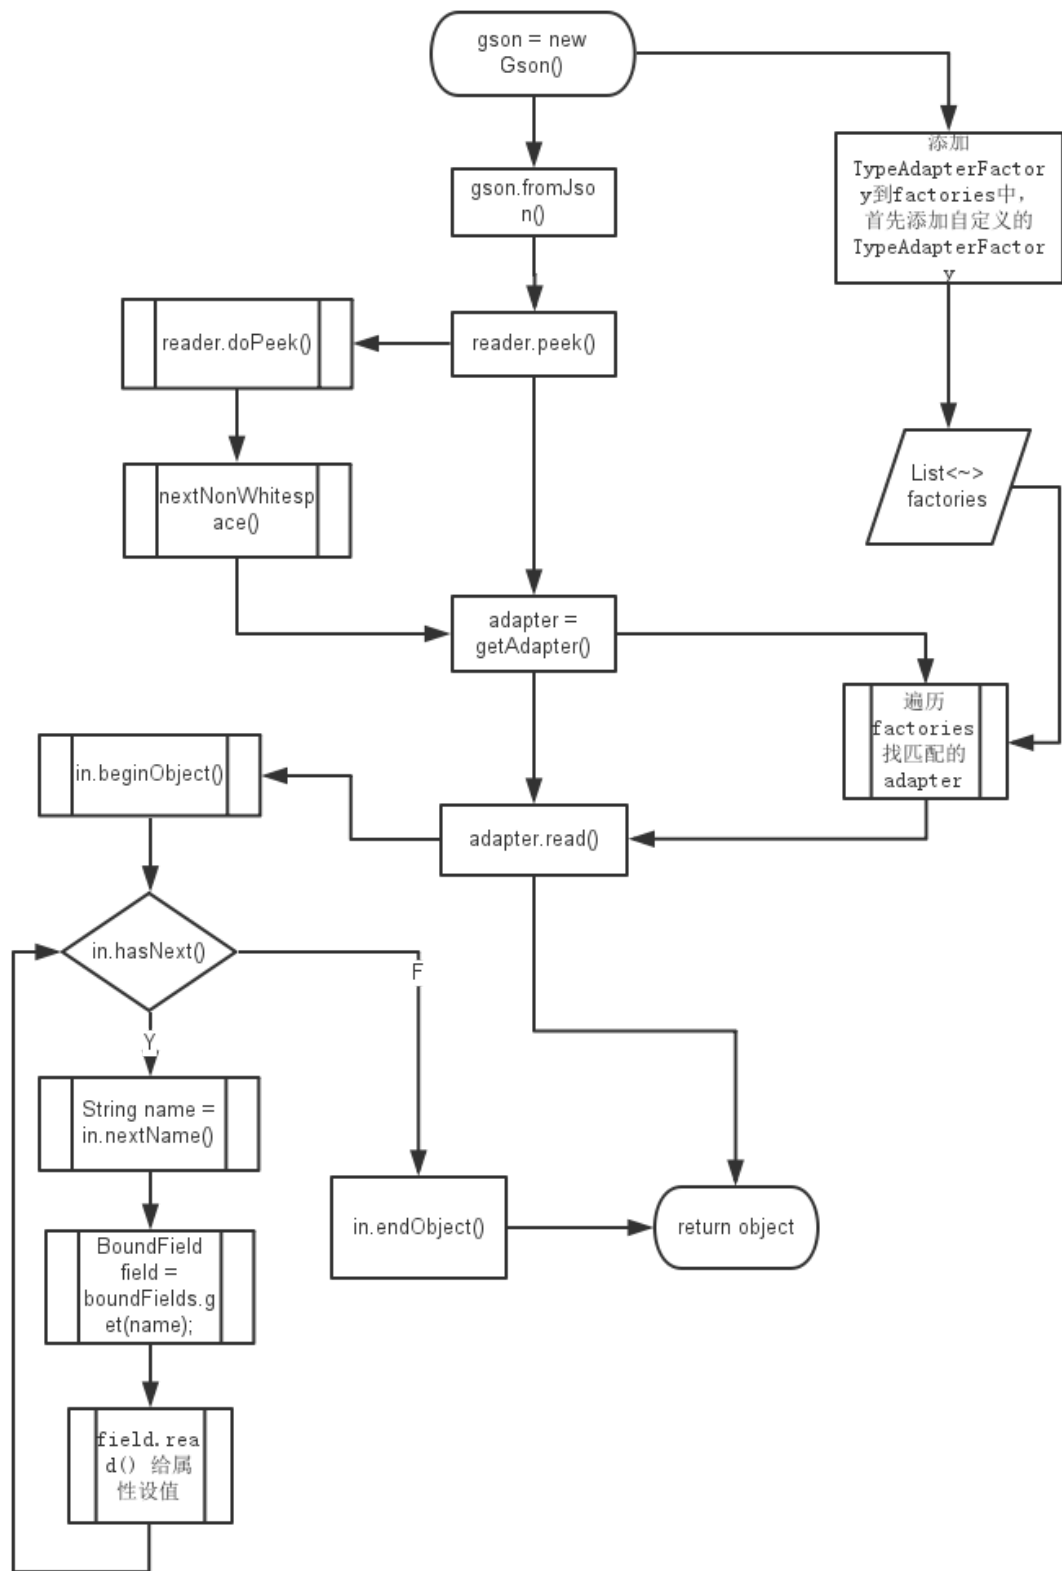 gson = new
Gson()
添加
TypeAdapterFactor
y到factories中，
首先添加自定义的
TypeAdapterFactor
y
gson.fromJso
n()
reader.doPeek()
reader.peek()
nextNonWhitesp
ace()
List<~>
factories
adapter =
getAdapter()
遍历
factories
找匹配的
adapter
in.beginObject()
adapter.read()
in.hasNext()
F
Y
String name =
in.nextName()
in.endObject()
return object
BoundField
field =
boundFields.g
et(name);
field.rea
d() 给属
性设值